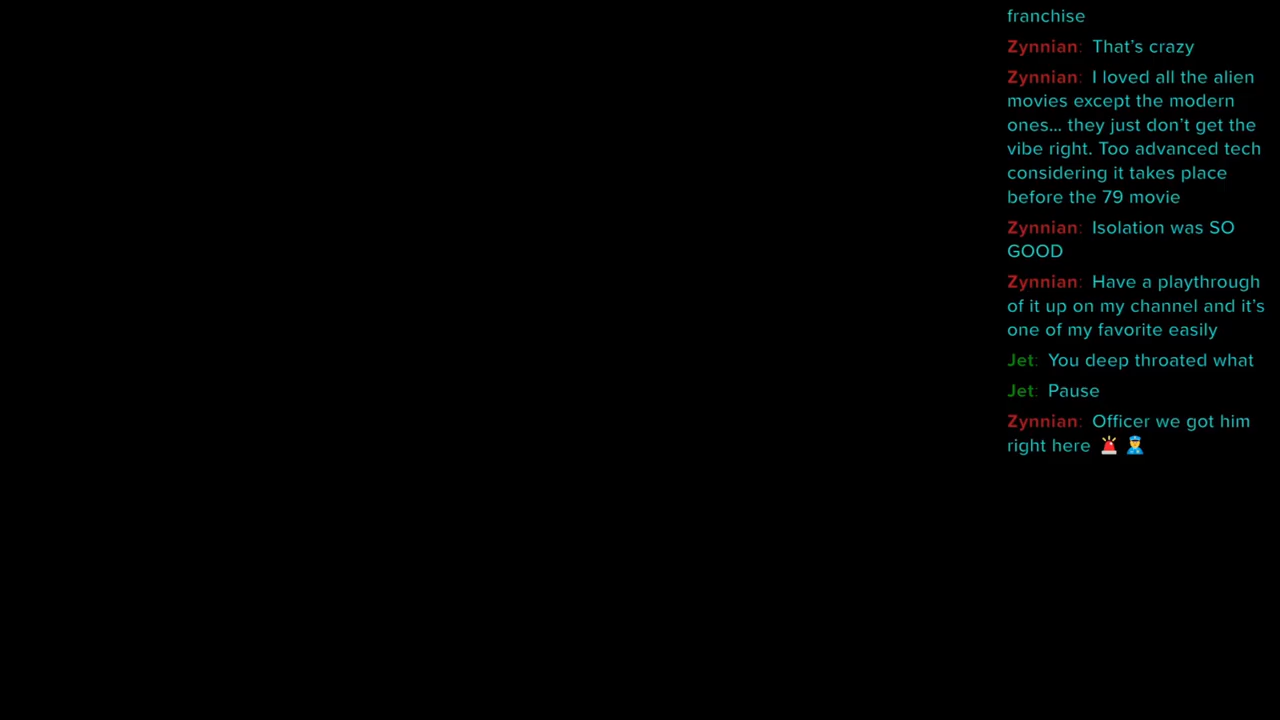 franchise
Zynnian: That's crazy
Zynnian: I loved all the alien
movies except the modern
ones... they just don't get the
vibe right. Too advanced tech
considering it takes place
before the 79 movie
Zynnian: Isolation was SO
GOOD
Zynnian: Have a playthrough
of it up on my channel and it's
one of my favorite easily
Jet: You deep throated what
Jet: Pause
Zynnian: Officer we got him
right here 🚨 👮